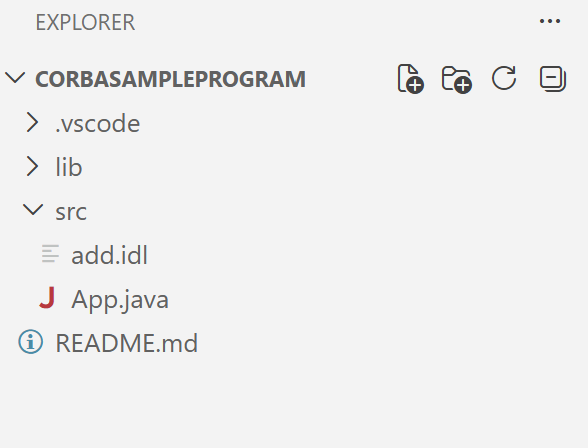 EXPLORER
CORBASAMPLEPROGRAM
.vscode
lib
src
add.idl
App.java
README.md